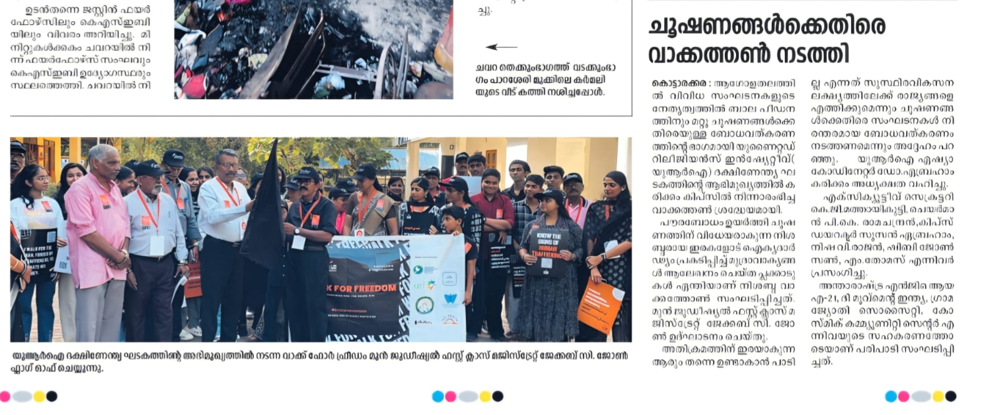 ഉടൻതന്നെ ജസ്റ്റിൻ ഫയർ
ഫോഴ്സിലും കെഎസ്ഇബി
യിലും വിവരം അറിയിച്ചു. മി
നിറ്റുകൾക്കകം ചവറയിൽ നി
ന്ന് ഫയർഫോഴ്സ് സംഘവും
കെഎസ്ഇബി ഉദ്യോഗസ്ഥരും
സ്ഥലത്തെത്തി. ചവറയിൽ നി
ച്ചു.
ചവറ തെക്കുംഭാഗത്ത് വടക്കുംഭാ
ഗം പാറശേരി മുക്കിലെ കർമലി
യുടെ വീട് കത്തി നശിച്ചപ്പോൾ.
WALK FOR THE
K FOR FREEDOM
KNOW THE
SIGNS OF
HUMAN
TRAFFICKING
യുആർഐ ദക്ഷിണേന്ത്യ ഘടകത്തിന്റെ അഭിമുഖ്യത്തിൽ നടന്ന വാക്ക് ഫോർ ഫ്രീഡം മുൻ ജുഡീഷ്യൽ ഫസ്റ്റ് ക്ലാസ് മജിസ്ട്രേറ്റ് ജേക്കബ് സി. ജോൺ
ഫ്ലാഗ് ഓഫ് ചെയ്യുന്നു.
ചൂഷണങ്ങൾക്കെതിരെ
വാക്കത്തൺ നടത്തി
കൊട്ടാരക്കര : ആഗോളതലത്തി
ൽ വിവിധ സംഘടനകളുടെ
നേതൃത്വത്തിൽ ബാല പീഡന
ത്തിനും മറ്റു ചൂഷണങ്ങൾക്കെ
തിരെയുള്ള ബോധവത്കരണ
ത്തിന്റെ ഭാഗമായി യുണൈറ്റഡ്
റിലീജിയൻസ് ഇൻഷ്യേറ്റീവ്(
യുആർഐ) ദക്ഷിണേന്ത്യ ഘ
ടകത്തിന്റെ ആഭിമുഖ്യത്തിൽ ക
രിക്കം കിപ്സിൽ നിന്നാരംഭിച്ച
വാക്കത്തൺ ശ്രദ്ധേയമായി.
പൗരബോധം ഉയർത്തി ചൂഷ
ണത്തിന് വിധേയരാകുന്ന നിശ
ബ്ദരായ ഇരകളോട് ഐക്യദാർ
ഢ്യം പ്രകടിപ്പിച്ച് മുദ്രാവാക്യങ്ങ
ൾ ആലേഖനം ചെയ്ത പ്ലക്കാടു
കൾ ഏന്തിയാണ് നിശബ്ദ വാ
ക്കത്തോൺ സംഘടിപ്പിച്ചത്.
മുൻ ജുഡീഷ്യൽ ഫസ്റ്റ് ക്ലാസ് മ
ജിസ്ട്രേറ്റ് ജേക്കബ് സി. ജോ
ൺ ഉദ്ഘാടനം ചെയ്തു.
അതിക്രമത്തിന് ഇരയാകുന്ന
ആരും തന്നെ ഉണ്ടാകാൻ പാടി
ല്ല എന്നത് സുസ്ഥിരവികസന
ലക്ഷ്യത്തിലേക്ക് രാജ്യങ്ങളെ
എത്തിക്കുമെന്നും ചൂഷണങ്ങ
ൾക്കെതിരെ സംഘടനകൾ നി
രന്തരമായ ബോധവത്കരണം
നടത്തണമെന്നും അദ്ദേഹം പറ
ഞ്ഞു. യുആർഐ ഏഷ്യാ
കോഡിനേറ്റർ ഡോ.എബ്രഹാം
കരിക്കം അധ്യക്ഷത വഹിച്ചു.
എക്സിക്യൂട്ടീവ് സെക്രട്ടറി
കെ.ജി.മത്തായിക്കുട്ടി, ചെയർമാ
ൻ പി.കെ. രാമചന്ദ്രൻ,കിപ്സ്
ഡയറക്ടർ സൂസൻ ഏബ്രഹാം,
നിഷ വി.രാജൻ, ഷിബി ജോൺ
സൺ, എം.തോമസ് എന്നിവർ
പ്രസംഗിച്ചു.
അന്താരാഷ്ട്ര എൻജിഒ ആയ
എ-21, ദി മൂവ്മെന്റ് ഇന്ത്യ, ഗ്രാമ
ജ്യോതി സൊസൈറ്റി, കോ
സ്മിക് കമ്മ്യൂണിറ്റി സെന്റർ എ
ന്നിവയുടെ സഹകരണത്തോ
ടെയാണ് പരിപാടി സംഘടിപ്പി
ച്ചത്.